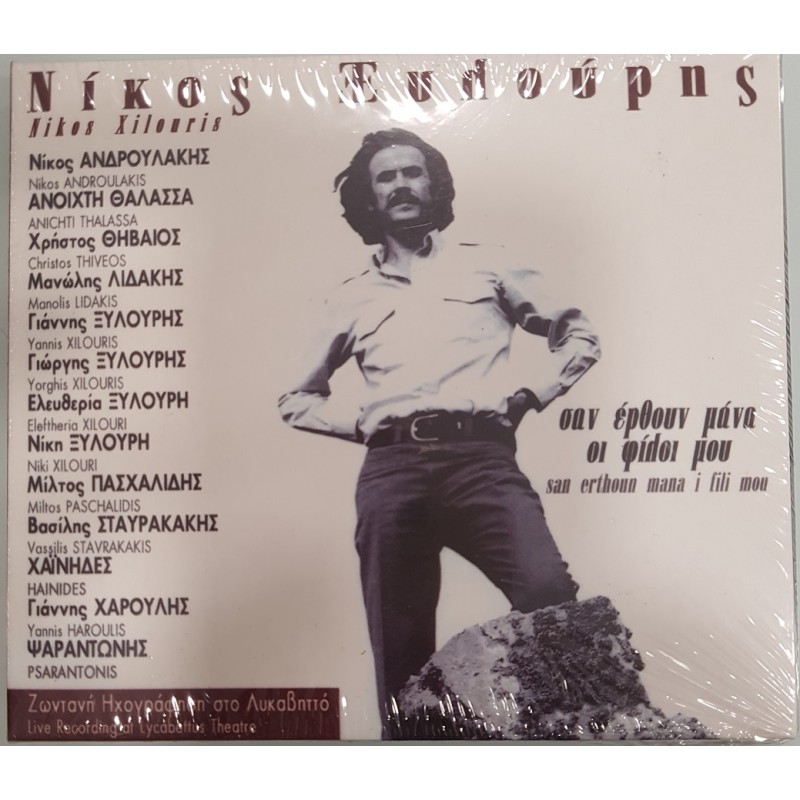 Νίκος Ξυλούρης
Nikos Xilouris
Νίκος ΑΝΔΡΟΥΛΑΚΗΣ
Nikos ANDROULAKIS
ΑΝΟΙΧΤΗ ΘΑΛΑΣΣΑ
ANICHTI THALASSA
Χρήστος ΘΗΒΑΙΟΣ
Christos THIVEOS
Μανώλης ΛΙΔΑΚΗΣ
Manolis LIDAKIS
Γιάννης ΞΥΛΟΥΡΗΣ
Yannis XILOURIS
Γιώργης ΞΥΛΟΥΡΗΣ
Yorghis XILOURIS
Ελευθερία ΞΥΛΟΥΡΗ
Eleftheria XILOURI
Νίκη ΞΥΛΟΥΡΗ
Niki XILOURI
Μίλτος ΠΑΣΧΑΛΙΔΗΣ
Miltos PASCHALIDIS
Βασίλης ΣΤΑΥΡΑΚΑΚΗΣ
Vassilis STAVRAKAKIS
ΧΑΪΝΗΔΕΣ
HAINIDES
Γιάννης ΧΑΡΟΥΛΗΣ
Yannis HAROULIS
ΨΑΡΑΝΤΩΝΗΣ
PSARANTONIS
σαν έρθουν μάνα
οι φίλοι μου
san erthoun mana i fili mou
Ζωντανή Ηχογράφηση στο Λυκαβηττό
Live Recording at Lycabettus Theatre